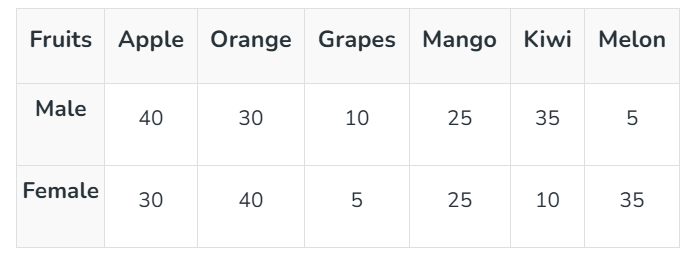 Fruits Apple Orange Grapes Mango Kiwi Melon
Male 40 30 10 25 35 5
Female 30 40 5 25 10 35